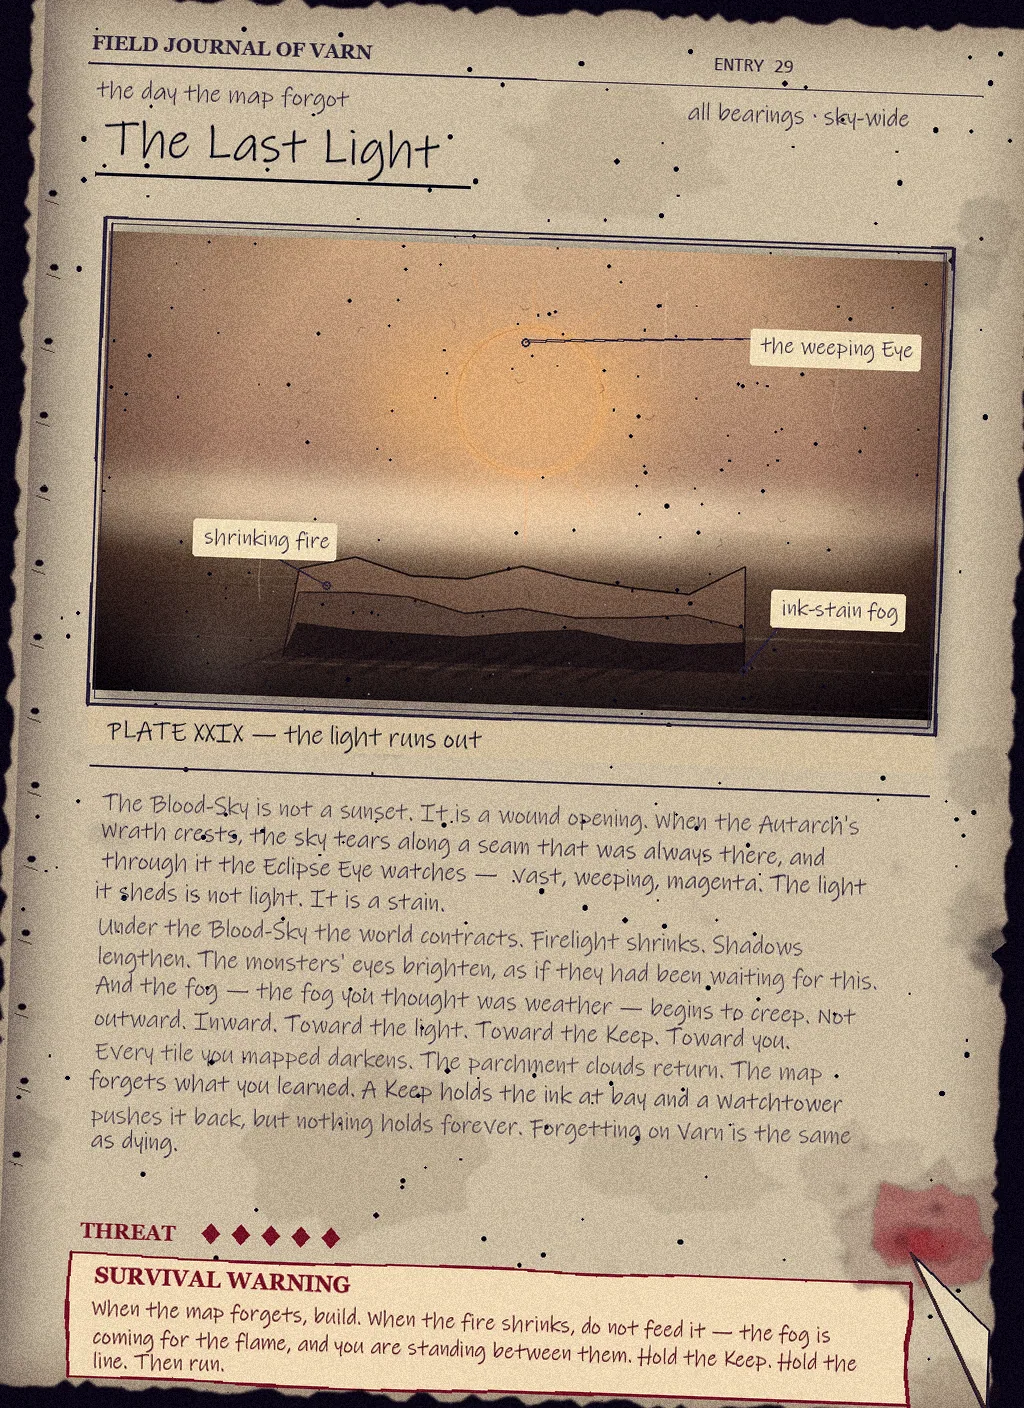 FIELD JOURNAL OF VARN
ENTRY 29
the day the map forgot
all bearings · sky-wide
The Last Light
the weeping Eye
shrinking fire
ink-stain fog
PLATE XXIX — the light runs out
The Blood-Sky is not a sunset. It is a wound opening. When the Autarch's
Wrath crests, the sky tears along a seam that was always there, and
through it the Eclipse Eye watches — vast, weeping, magenta. The light
it sheds is not light. It is a stain.
Under the Blood-Sky the world contracts. Firelight shrinks. Shadows
lengthen. The monsters' eyes brighten, as if they had been waiting for this.
And the fog — the fog you thought was weather — begins to creep. Not
outward. Inward. Toward the light. Toward the Keep. Toward you.
Every tile you mapped darkens. The parchment clouds return. The map
forgets what you learned. A Keep holds the ink at bay and a Watchtower
pushes it back, but nothing holds forever. Forgetting on Varn is the same
as dying.
THREAT ◆ ◆ ◆ ◆ ◆
SURVIVAL WARNING
When the map forgets, build. When the fire shrinks, do not feed it — the fog is
coming for the flame, and you are standing between them. Hold the Keep. Hold the
line. Then run.